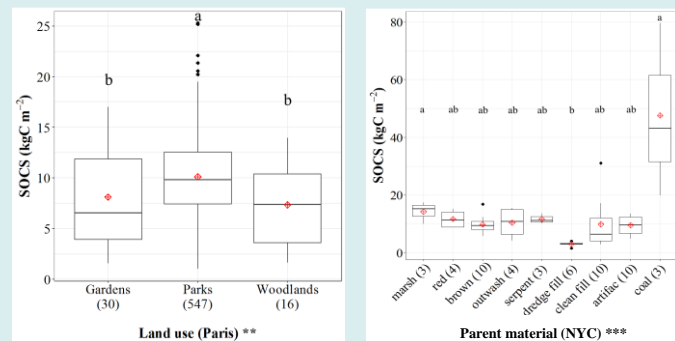 25
20
15
10
5
0
SOCS (kgC m⁻²)
b
a
b
Gardens
(30)
Parks
(547)
Woodlands
(16)
Land use (Paris) **
80
60
40
20
0
SOCS (kgC m⁻²)
a
ab
ab
ab
ab
b
ab
ab
a
marsh (3)
red (4)
brown (10)
outwash (4)
serpent (3)
dredge fill (6)
clean fill (10)
artifac (10)
coal (3)
Parent material (NYC) ***